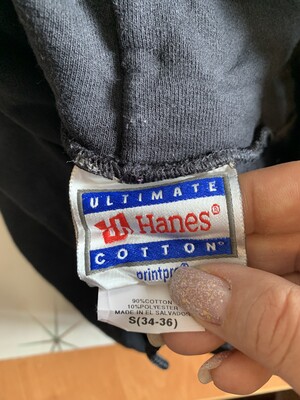 ULTIMATE
Hanes®
COTTON®
printpro
90%COTTON
10%POLYESTER
MADE IN EL SALVADOR
S(34-36)